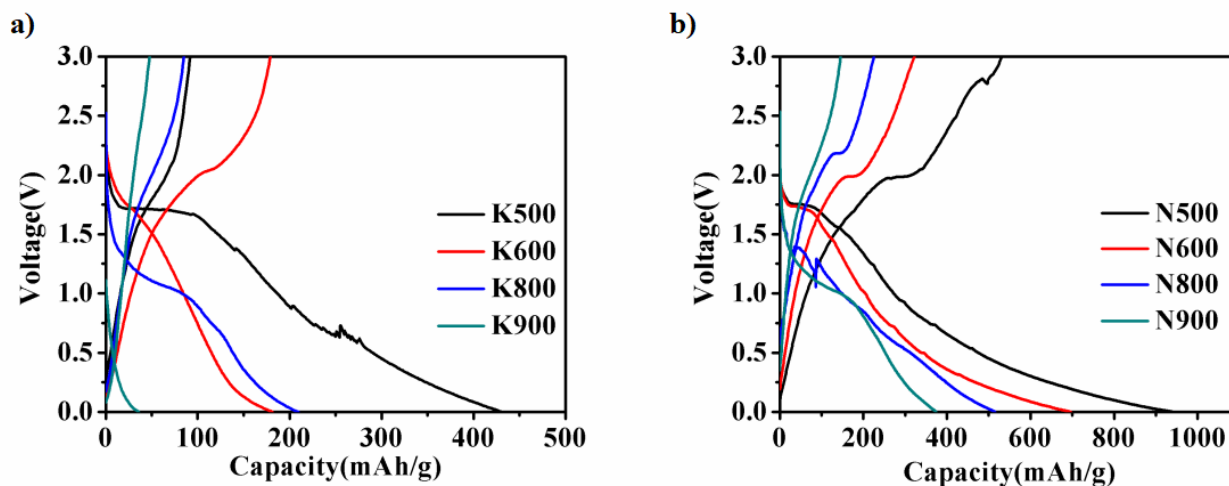 a)
3.0
2.5
2.0
1.5
1.0
0.5
0.0
Voltage(V)
K500
K600
K800
K900
0 100 200 300 400 500
Capacity(mAh/g)
b)
3.0
2.5
2.0
1.5
1.0
0.5
0.0
Voltage(V)
N500
N600
N800
N900
0 200 400 600 800 1000
Capacity(mAh/g)